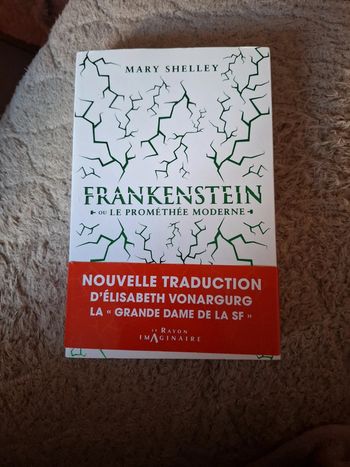 MARY SHELLEY
FRANKENSTEIN
OU LE PROMÉTHÉE MODERNE
NOUVELLE TRADUCTION
D'ÉLISABETH VONARGURG
LA « GRANDE DAME DE LA SF »
LE RAYON
IMAGINAIRE